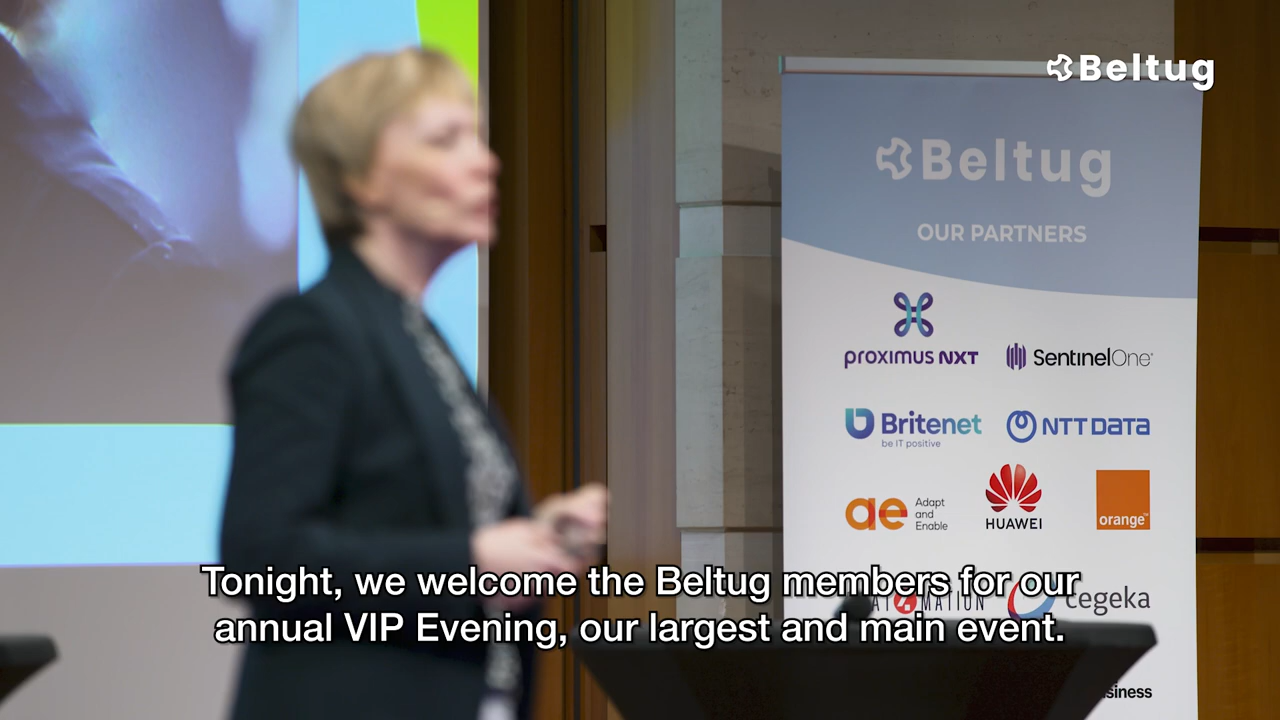 Beltug
Beltug
OUR PARTNERS
proximus NXT
SentinelOne
Britenet
be IT positive
NTT DATA
ae Adapt
and
Enable
HUAWEI
orange
cegeka
Tonight, we welcome the Beltug members for our
annual VIP Evening, our largest and main event.